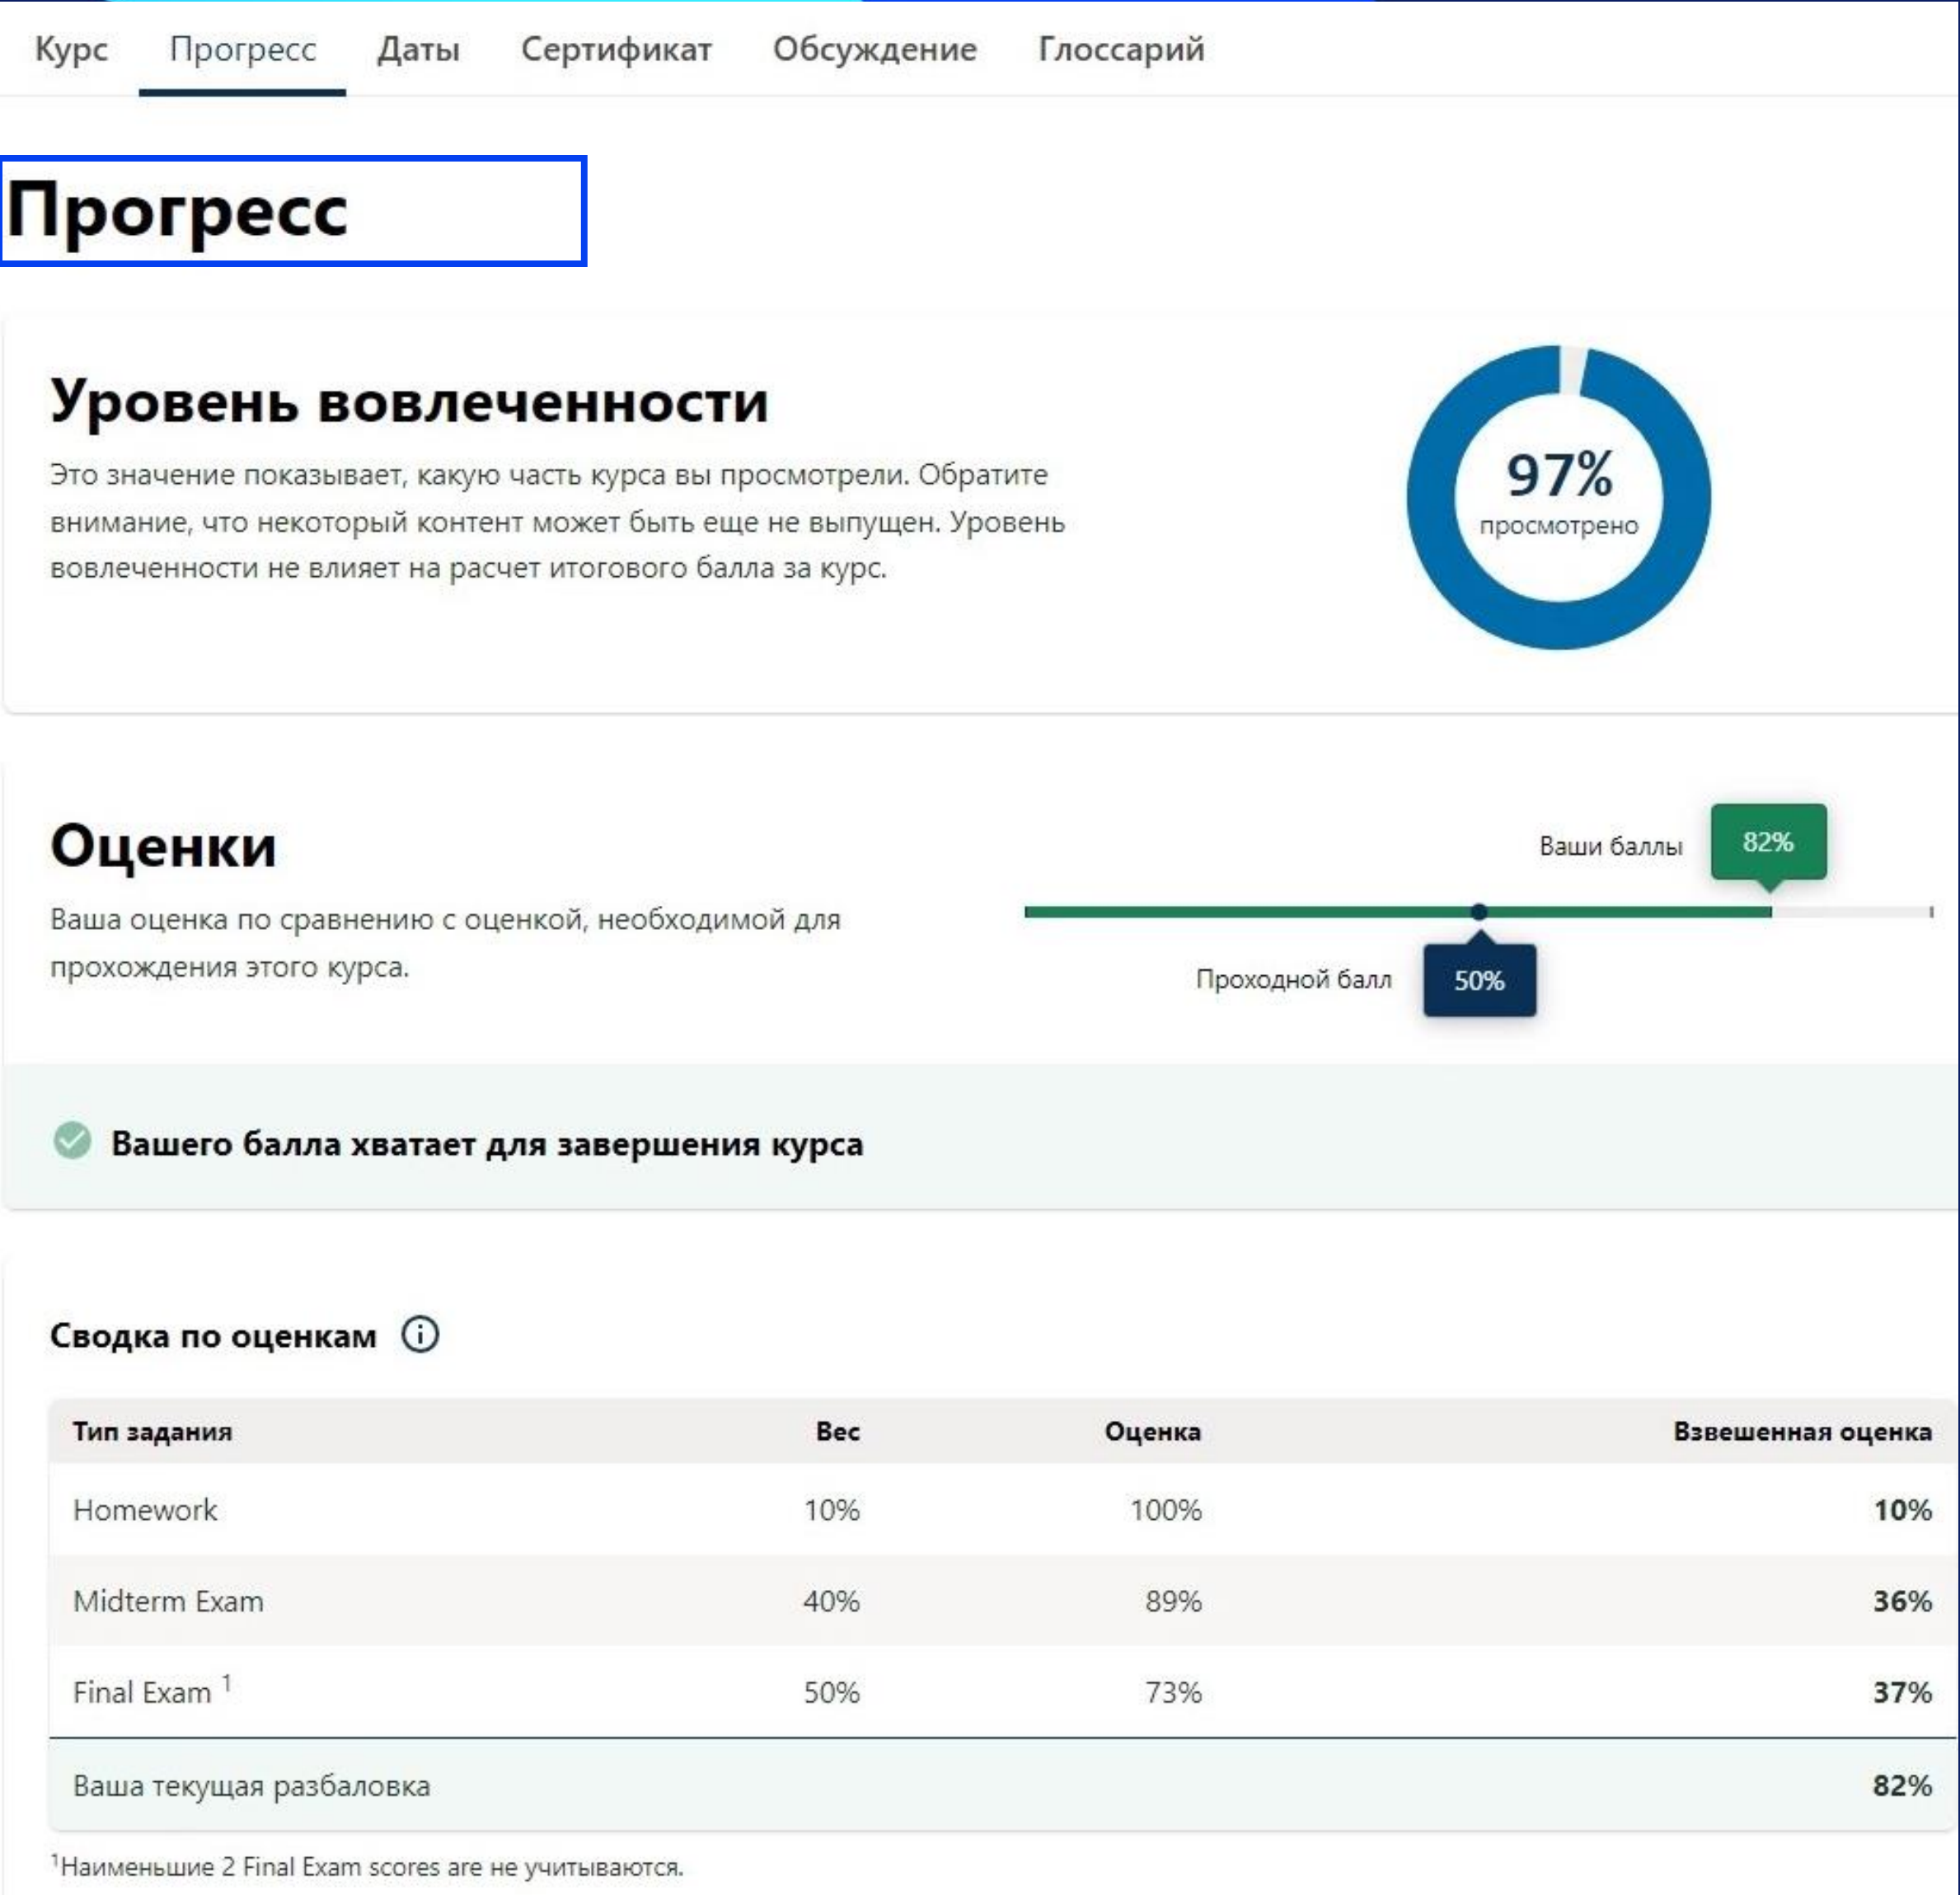 Курс Прогресс Даты Сертификат Обсуждение Глоссарий
Прогресс
Уровень вовлеченности
Это значение показывает, какую часть курса вы просмотрели. Обратите
внимание, что некоторый контент может быть еще не выпущен. Уровень
вовлеченности не влияет на расчет итогового балла за курс.
97%
просмотрено
Оценки
Ваша оценка по сравнению с оценкой, необходимой для
прохождения этого курса.
Ваши баллы 82%
Проходной балл 50%
Вашего балла хватает для завершения курса
Сводка по оценкам
Тип задания Вес Оценка Взвешенная оценка
Homework 10% 100% 10%
Midterm Exam 40% 89% 36%
Final Exam ¹ 50% 73% 37%
Ваша текущая разбаловка 82%
¹Наименьшие 2 Final Exam scores are не учитываются.